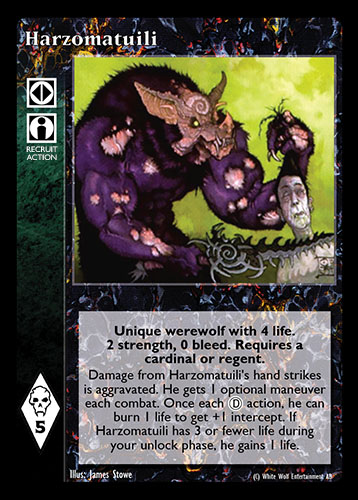 Harzomatuili
RECRUIT
ACTION
Unique werewolf with 4 life.
2 strength, 0 bleed. Requires a
cardinal or regent.
Damage from Harzomatuili's hand strikes
is aggravated. He gets 1 optional maneuver
each combat. Once each Ⓓ action, he can
burn 1 life to get +1 intercept. If
Harzomatuili has 3 or fewer life during
your unlock phase, he gains 1 life.
5
Illus: James Stowe